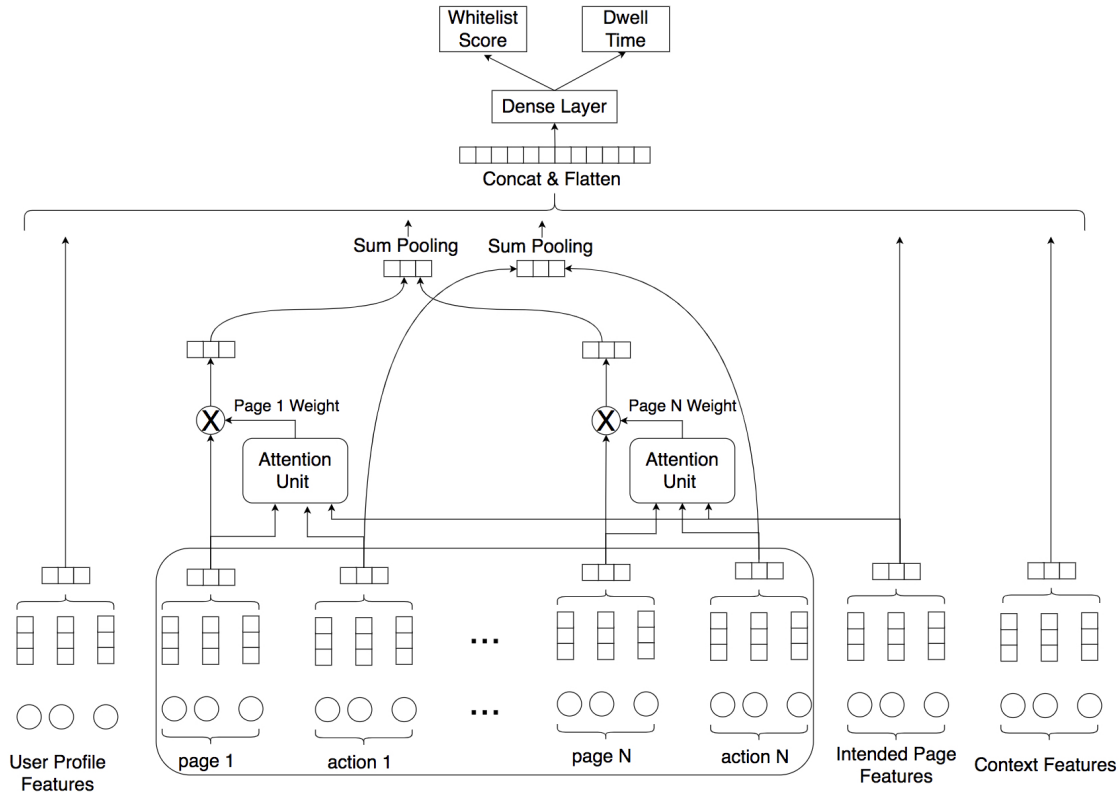 Whitelist
Score
Dwell
Time
Dense Layer
Concat & Flatten
Sum Pooling
Sum Pooling
Page 1 Weight
Page N Weight
X
X
Attention
Unit
Attention
Unit
...
...
User Profile
Features
page 1
action 1
page N
action N
Intended Page
Features
Context Features